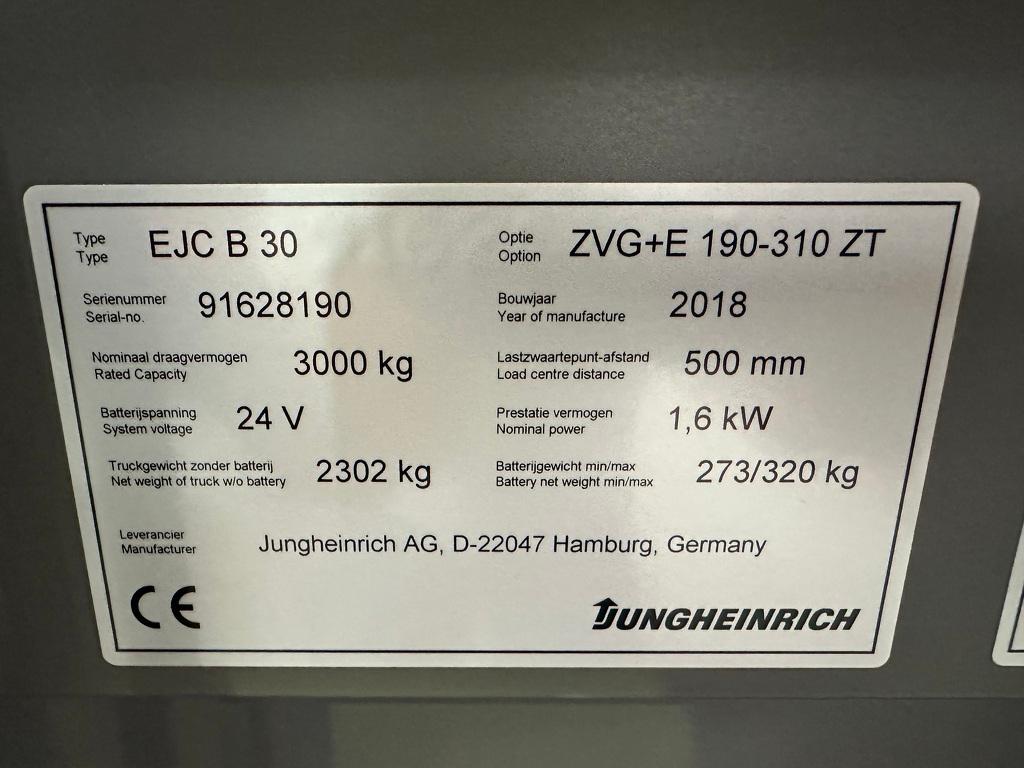 Type EJC B 30 Optie ZVG+E 190-310 ZT
Type Option
Serienummer 91628190 Bouwjaar 2018
Serial-no. Year of manufacture
Nominaal draagvermogen 3000 kg Lastzwaartepunt-afstand 500 mm
Rated Capacity Load centre distance
Batterijspanning 24 V Prestatie vermogen 1,6 kW
System voltage Nominal power
Truckgewicht zonder batterij 2302 kg Batterijgewicht min/max 273/320 kg
Net weight of truck w/o battery Battery net weight min/max
Leverancier Jungheinrich AG, D-22047 Hamburg, Germany
Manufacturer
CE JUNGHEINRICH